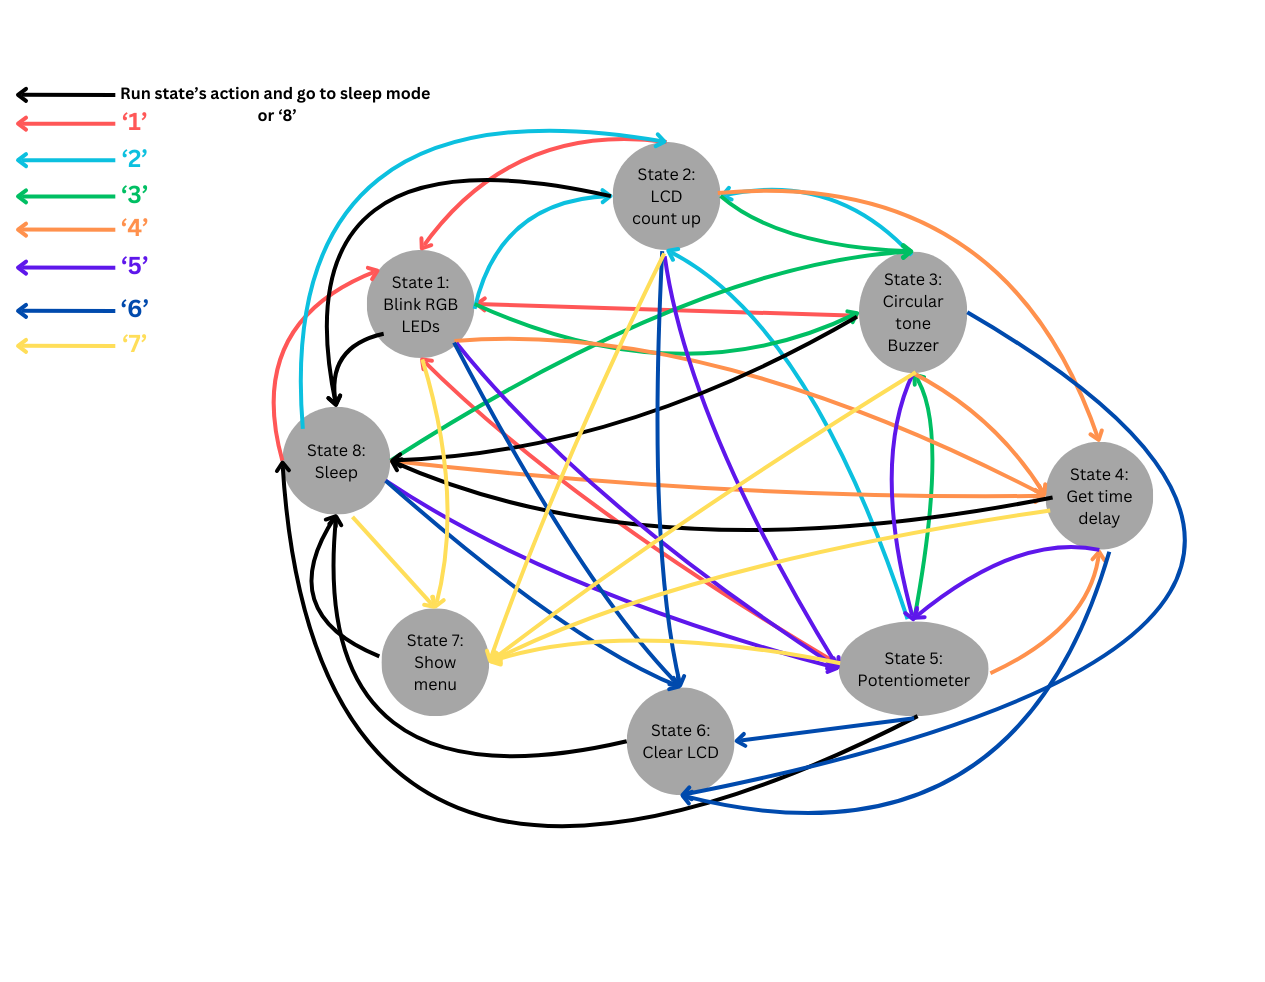 Run state’s action and go to sleep mode
or ‘8’
‘1’
‘2’
‘3’
‘4’
‘5’
‘6’
‘7’
State 2:
LCD
count up
State 1:
Blink RGB
LEDs
State 3:
Circular
tone
Buzzer
State 8:
Sleep
State 4:
Get time
delay
State 7:
Show
menu
State 5:
Potentiometer
State 6:
Clear LCD